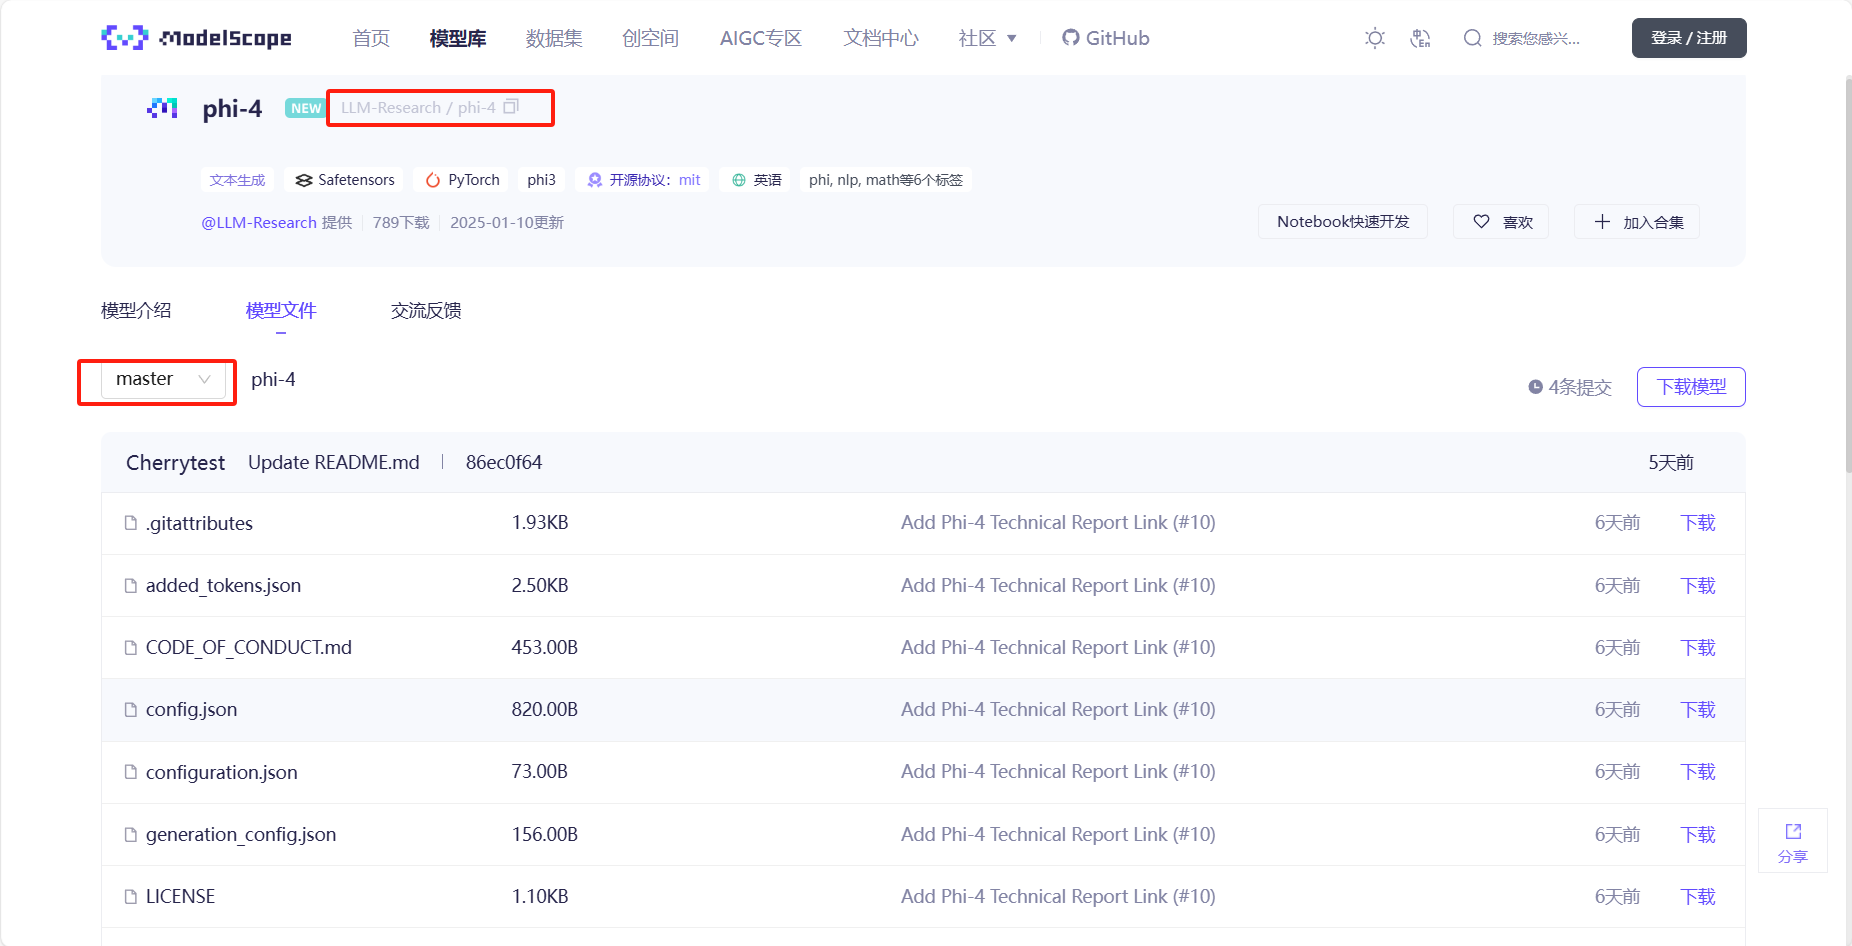 ModelScope 首页 模型库 数据集 创空间 AIGC专区 文档中心 社区 GitHub 搜索您感兴... 登录 / 注册
phi-4 NEW LLM-Research / phi-4
文本生成 Safetensors PyTorch phi3 开源协议：mit 英语 phi, nlp, math等6个标签
@LLM-Research 提供 789下载 2025-01-10更新 Notebook快速开发 喜欢 加入合集
模型介绍 模型文件 交流反馈
master phi-4 4条提交 下载模型
Cherrytest Update README.md 86ec0f64 5天前
.gitattributes 1.93KB Add Phi-4 Technical Report Link (#10) 6天前 下载
added_tokens.json 2.50KB Add Phi-4 Technical Report Link (#10) 6天前 下载
CODE_OF_CONDUCT.md 453.00B Add Phi-4 Technical Report Link (#10) 6天前 下载
config.json 820.00B Add Phi-4 Technical Report Link (#10) 6天前 下载
configuration.json 73.00B Add Phi-4 Technical Report Link (#10) 6天前 下载
generation_config.json 156.00B Add Phi-4 Technical Report Link (#10) 6天前 下载
分享
LICENSE 1.10KB Add Phi-4 Technical Report Link (#10) 6天前 下载